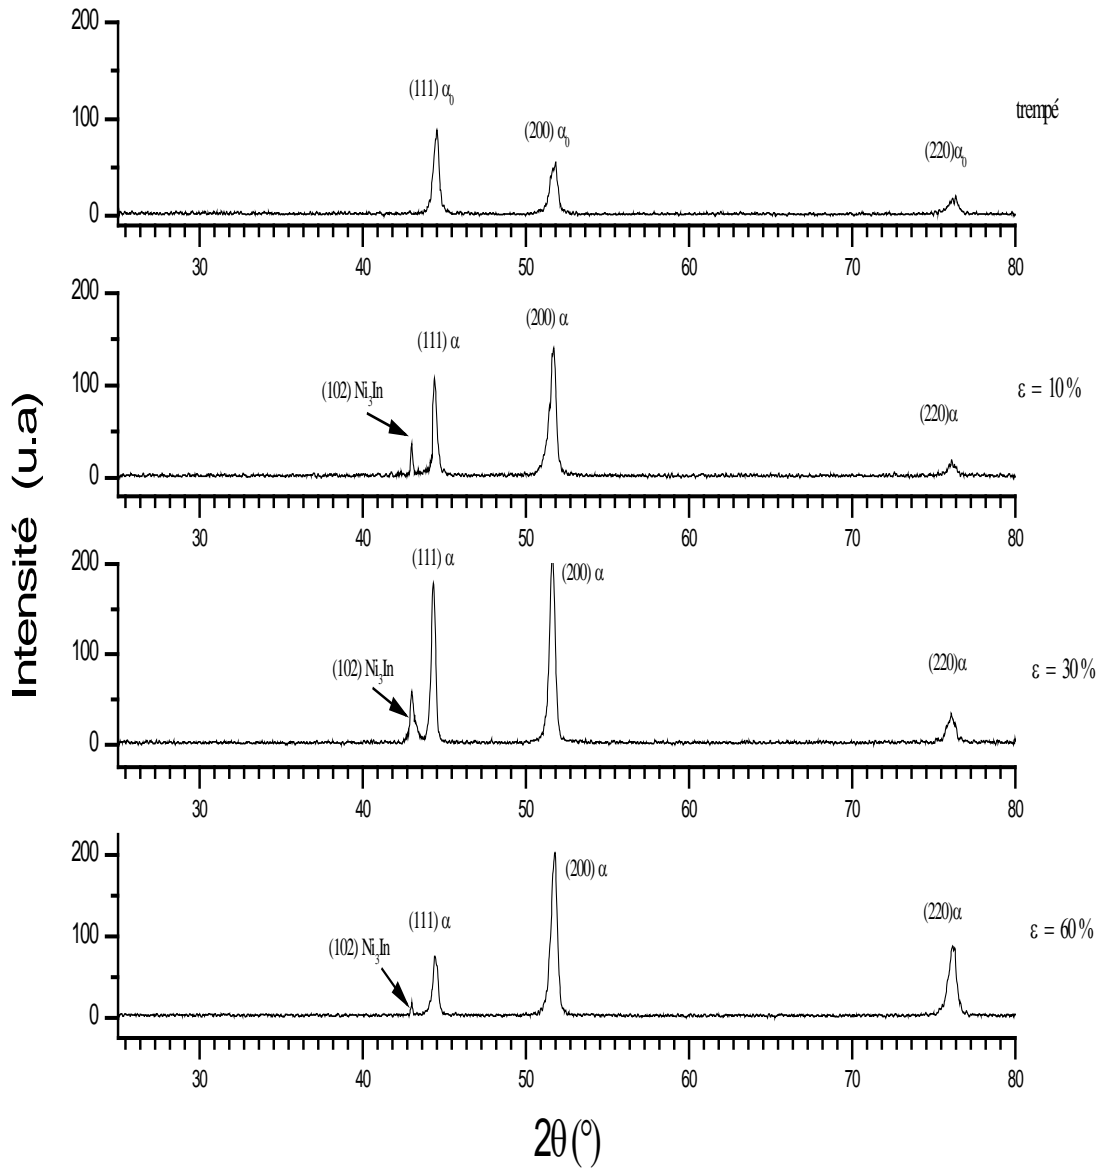 Intensité (u.a)
200
100
0
(111) α₀
(200) α₀
(220)α₀
trempé
30 40 50 60 70 80
200
100
0
(102) Ni₃In
(111) α
(200) α
(220)α
ε = 10%
30 40 50 60 70 80
200
100
0
(102) Ni₃In
(111) α
(200) α
(220)α
ε = 30%
30 40 50 60 70 80
200
100
0
(102) Ni₃In
(111) α
(200) α
(220)α
ε = 60%
30 40 50 60 70 80
2θ (°)